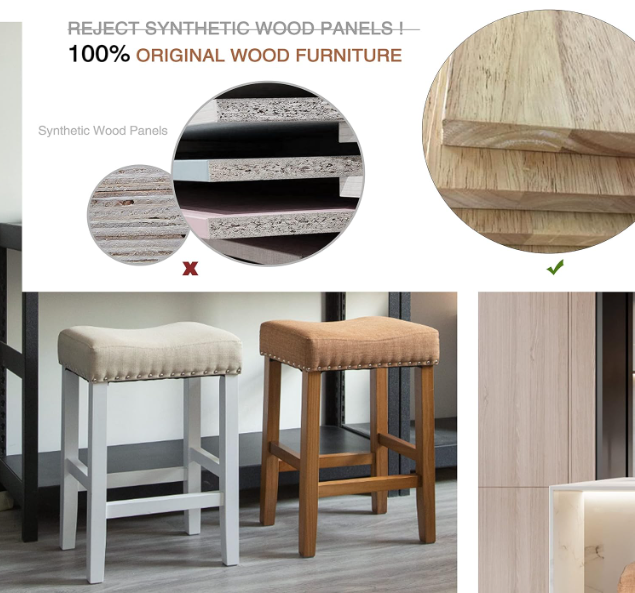 REJECT SYNTHETIC WOOD PANELS !
100% ORIGINAL WOOD FURNITURE
Synthetic Wood Panels